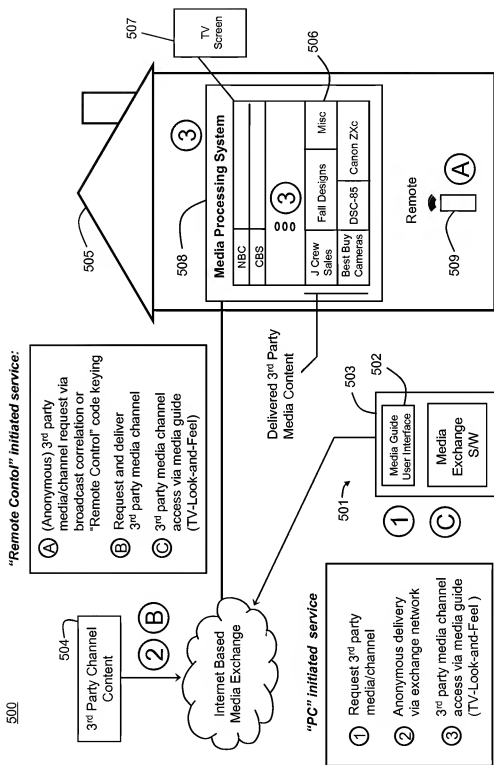 500
"Remote Contol" initiated service:
A (Anonymous) 3rd party
media/channel request via
broadcast correlation or
"Remote Control" code keying
B Request and deliver
3rd party media channel
C 3rd party media channel
access via media guide
(TV-Look-and-Feel)
504
3rd Party Channel
Content
2 B
Internet Based
Media Exchange
505
3
507
TV
Screen
508
Media Processing System
NBC
CBS
3
J Crew
Sales
Fall Designs
Misc
Best Buy
Cameras
DSC-85
Canon ZXc
506
Delivered 3rd Party
Media Content
Remote
A
509
"PC" initiated service
1 Request 3rd party
media/channel
2 Anonymous delivery
via exchange network
3 3rd party media channel
access via media guide
(TV-Look-and-Feel )
501
503
502
1
C
Media Guide
User Interface
Media
Exchange
S/W